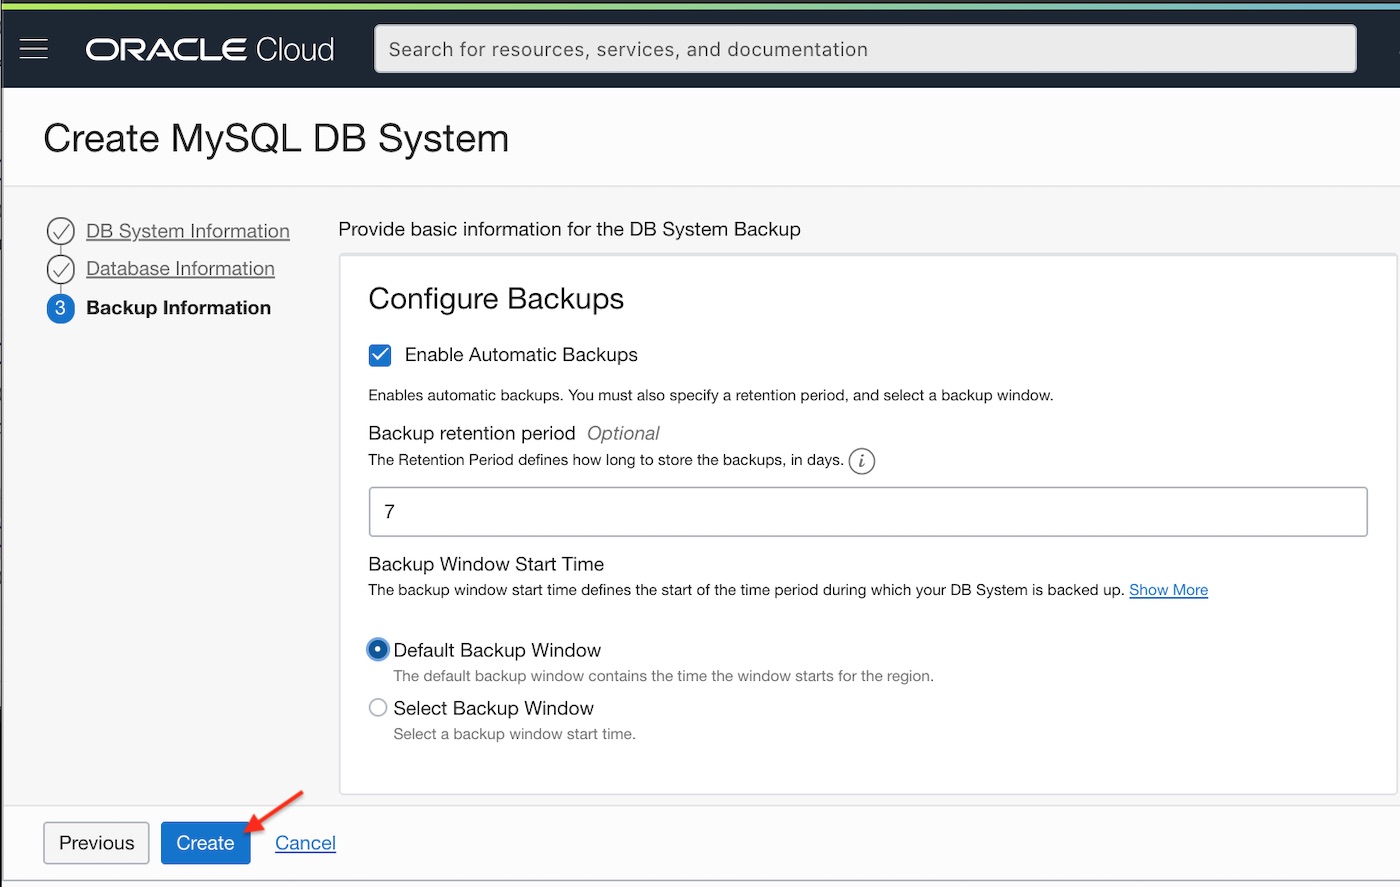 ORACLE Cloud
Search for resources, services, and documentation
Create MySQL DB System
DB System Information
Database Information
3 Backup Information
Provide basic information for the DB System Backup
Configure Backups
Enable Automatic Backups
Enables automatic backups. You must also specify a retention period, and select a backup window.
Backup retention period Optional
The Retention Period defines how long to store the backups, in days. i
7
Backup Window Start Time
The backup window start time defines the start of the time period during which your DB System is backed up. Show More
Default Backup Window
The default backup window contains the time the window starts for the region.
Select Backup Window
Select a backup window start time.
Previous Create Cancel